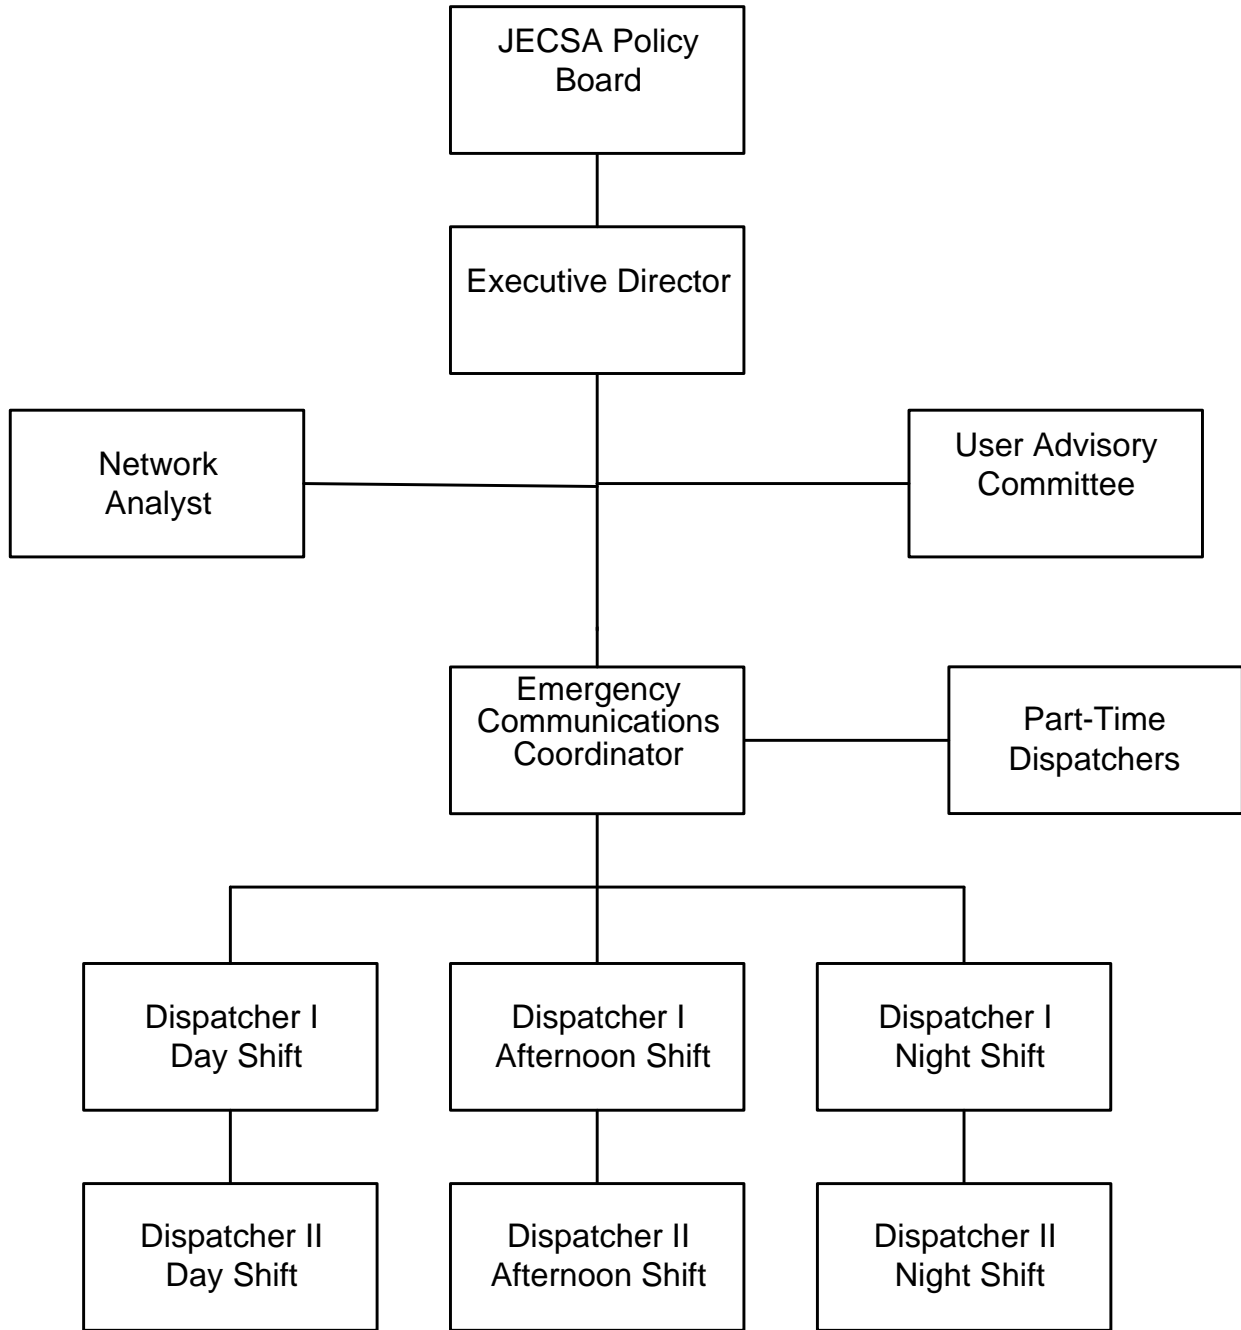 JECSA Policy
Board
Executive Director
Network
Analyst
User Advisory
Committee
Emergency
Communications
Coordinator
Part-Time
Dispatchers
Dispatcher I
Day Shift
Dispatcher I
Afternoon Shift
Dispatcher I
Night Shift
Dispatcher II
Day Shift
Dispatcher II
Afternoon Shift
Dispatcher II
Night Shift